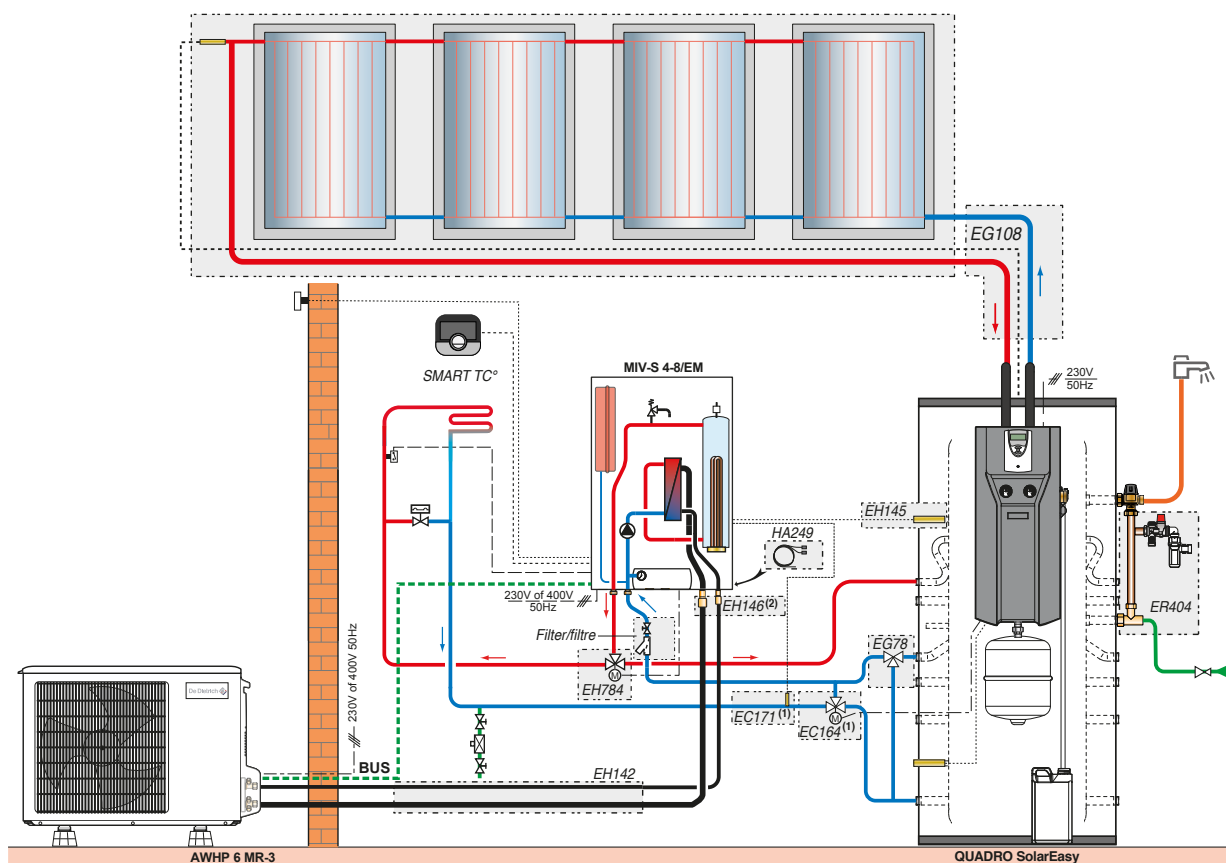 EG108
SMART TC°
MIV-S 4-8/EM
230V
50Hz
EH145
HA249
230V of 400V
50Hz
EH146(2)
ER404
Filter/filtre
EG78
M
EH784
EC171(1)
M
EC164(1)
De Dietrich
230V of 400V 50Hz
BUS
EH142
AWHP 6 MR-3
QUADRO SolarEasy